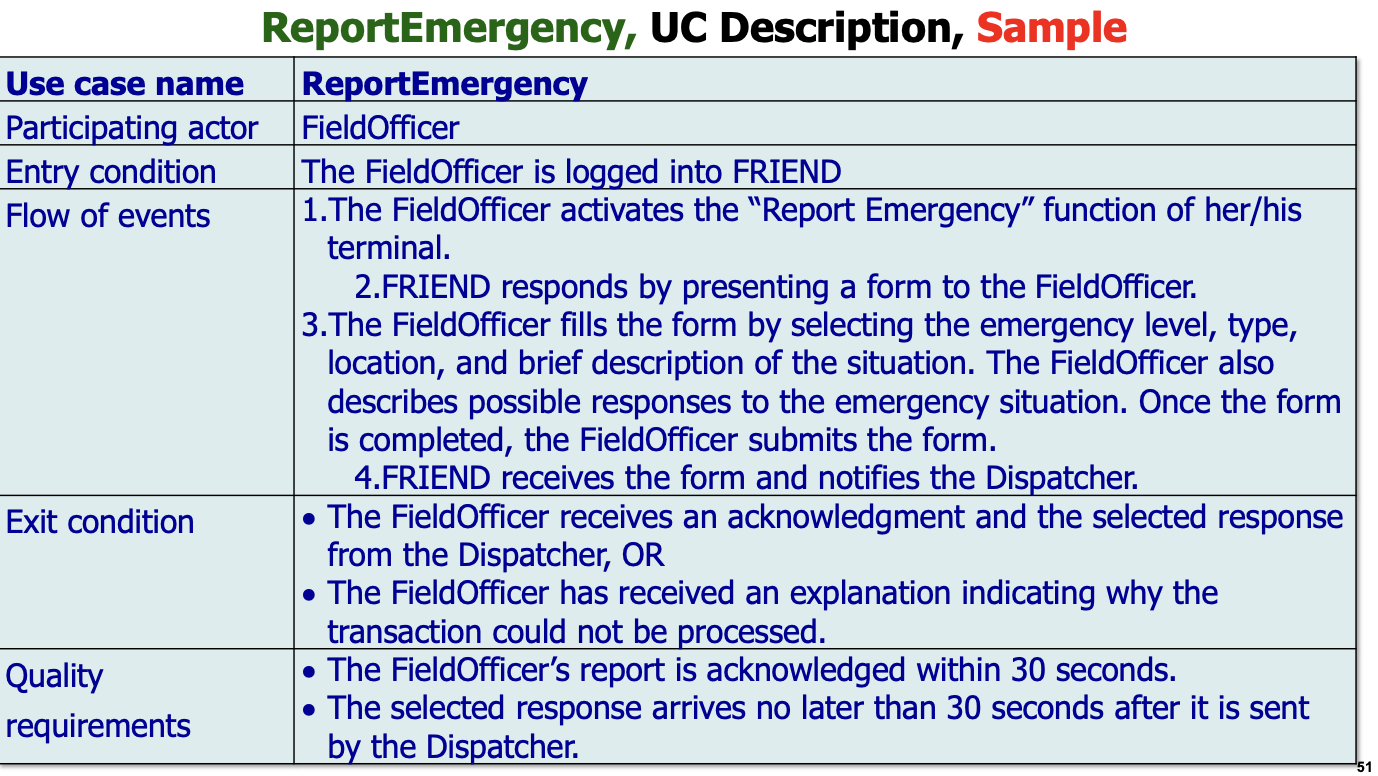 ReportEmergency, UC Description, Sample
Use case name ReportEmergency
Participating actor FieldOfficer
Entry condition The FieldOfficer is logged into FRIEND
Flow of events 1.The FieldOfficer activates the “Report Emergency” function of her/his
terminal.
2.FRIEND responds by presenting a form to the FieldOfficer.
3.The FieldOfficer fills the form by selecting the emergency level, type,
location, and brief description of the situation. The FieldOfficer also
describes possible responses to the emergency situation. Once the form
is completed, the FieldOfficer submits the form.
4.FRIEND receives the form and notifies the Dispatcher.
Exit condition • The FieldOfficer receives an acknowledgment and the selected response
from the Dispatcher, OR
• The FieldOfficer has received an explanation indicating why the
transaction could not be processed.
Quality
requirements
• The FieldOfficer’s report is acknowledged within 30 seconds.
• The selected response arrives no later than 30 seconds after it is sent
by the Dispatcher.
51